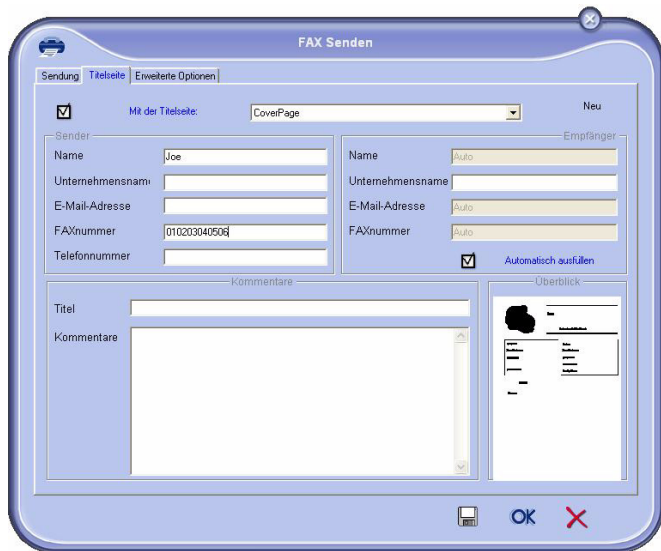 FAX Senden
Sendung Titelseite Erweiterte Optionen
Mit der Titelseite: CoverPage Neu
Sender
Name Joe
Unternehmensnam
E-Mail-Adresse
FAXnummer 010203040506
Telefonnummer
Empfänger
Name Auto
Unternehmensname
E-Mail-Adresse Auto
FAXnummer Auto
Automatisch ausfüllen
Kommentare
Titel
Kommentare
Überblick
OK